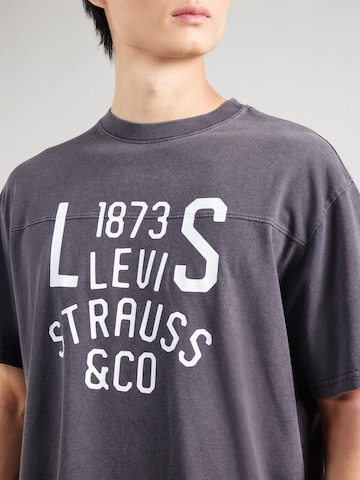 L 1873 S
LEVI
STRAUSS
&CO